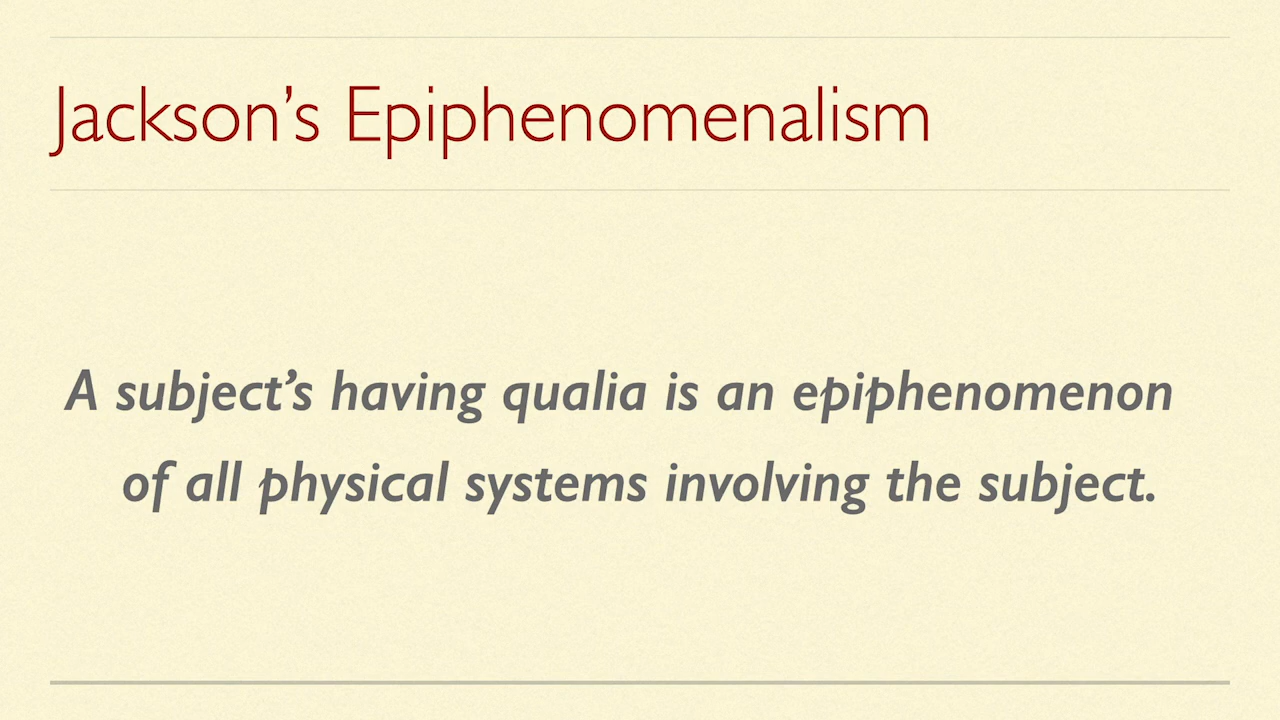 Jackson’s Epiphenomenalism
A subject’s having qualia is an epiphenomenon
of all physical systems involving the subject.